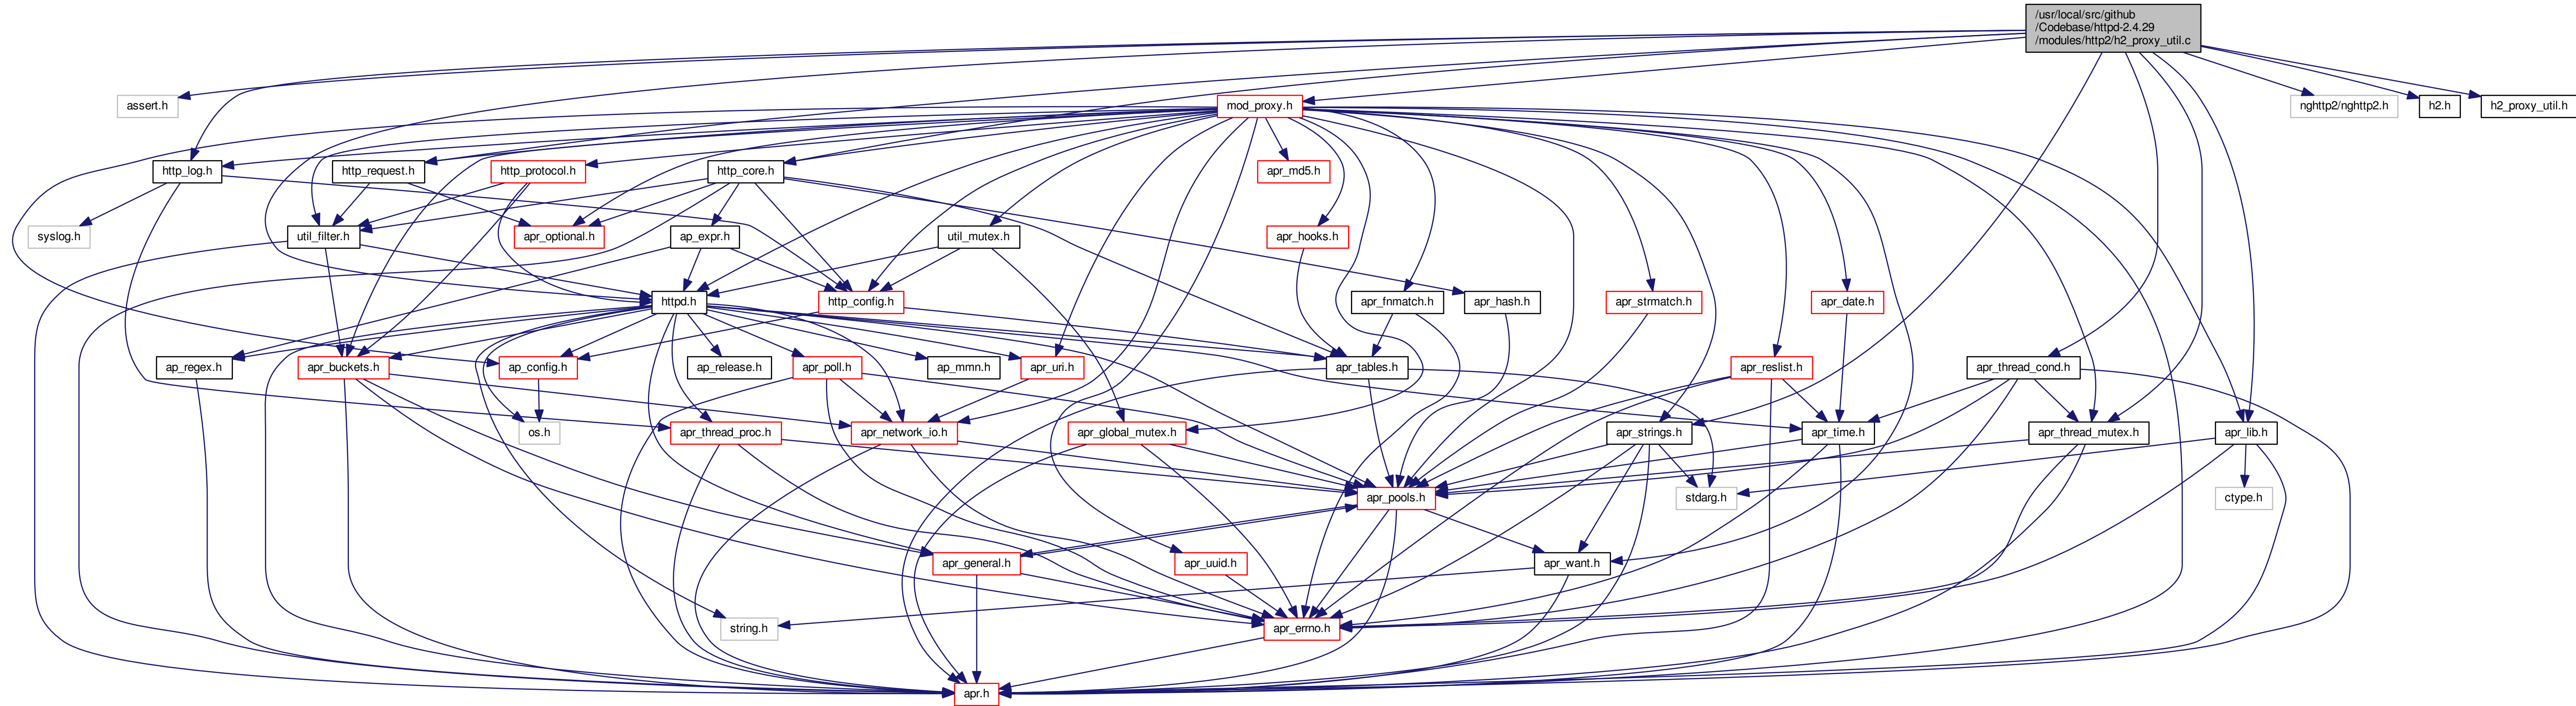 /usr/local/src/github
/Codebase/httpd-2.4.29
/modules/http2/h2_proxy_util.c
assert.h
mod_proxy.h
nghttp2/nghttp2.h
h2.h
h2_proxy_util.h
http_log.h
http_request.h
http_protocol.h
http_core.h
apr_md5.h
syslog.h
util_filter.h
apr_optional.h
ap_expr.h
util_mutex.h
apr_hooks.h
httpd.h
http_config.h
apr_fnmatch.h
apr_hash.h
apr_strmatch.h
apr_date.h
ap_regex.h
apr_buckets.h
ap_config.h
ap_release.h
apr_poll.h
ap_mmn.h
apr_uri.h
apr_tables.h
apr_reslist.h
apr_thread_cond.h
os.h
apr_thread_proc.h
apr_network_io.h
apr_global_mutex.h
apr_strings.h
apr_time.h
apr_thread_mutex.h
apr_lib.h
apr_pools.h
stdarg.h
ctype.h
apr_general.h
apr_uuid.h
apr_want.h
string.h
apr_errno.h
apr.h